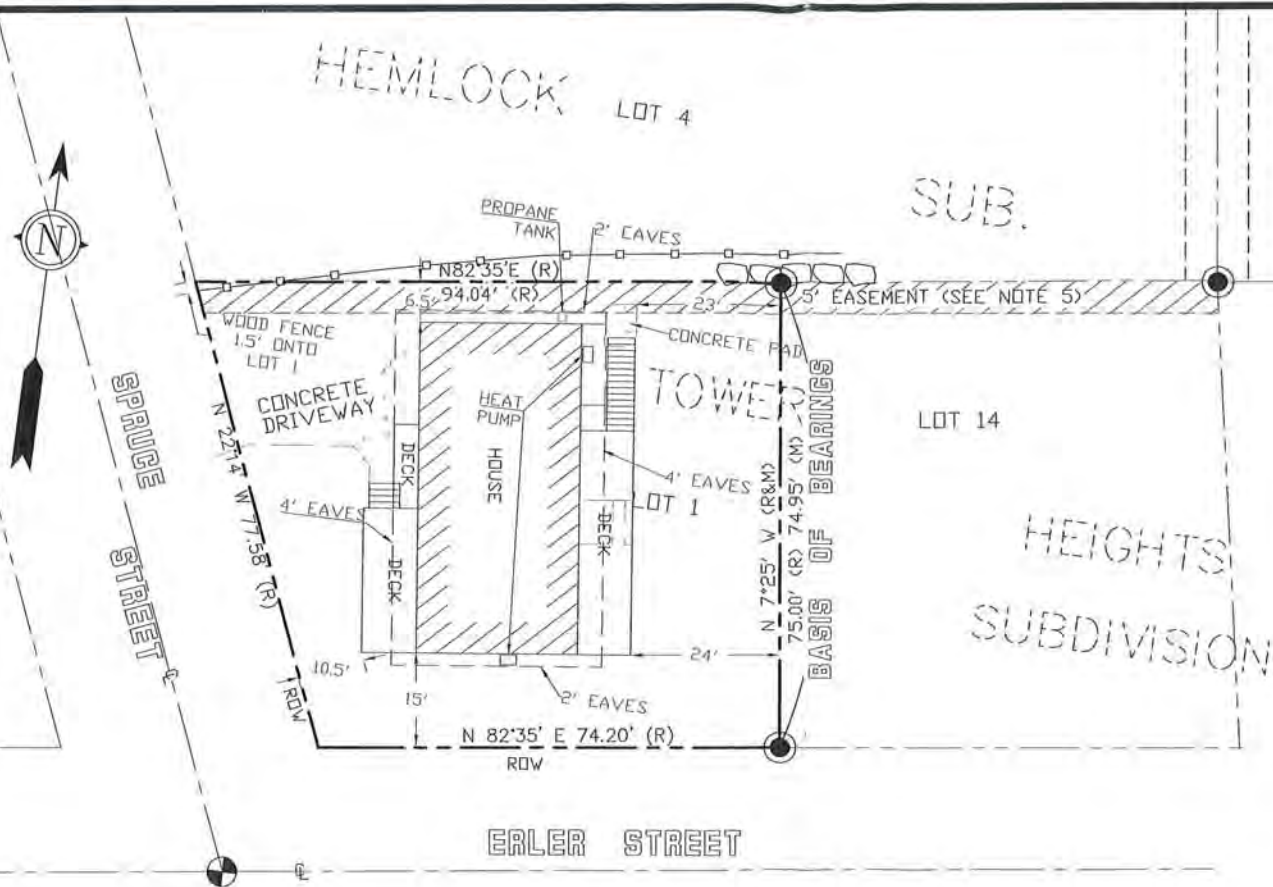 HEMLOCK
LOT 4
SUB.
N
PROPANE
TANK
2' EAVES
N82°35'E (R)
94.04' (R)
6.5'
23'
5' EASEMENT (SEE NOTE 5)
WOOD FENCE
1.5' ONTO
LOT 1
CONCRETE PAD
CONCRETE
DRIVEWAY
HEAT
PUMP
TOWER
LOT 14
SPRUCE
STREET
N 22°14' W 77.58' (R)
DECK
HOUSE
4' EAVES
4' EAVES
LOT 1
DECK
DECK
N 7°25' W (R&M)
75.00' (R) 74.95' (M)
BASIS OF BEARINGS
HEIGHTS
SUBDIVISION
10.5'
15'
24'
2' EAVES
ROW
N 82°35' E 74.20' (R)
ROW
ERLER STREET
℄
℄